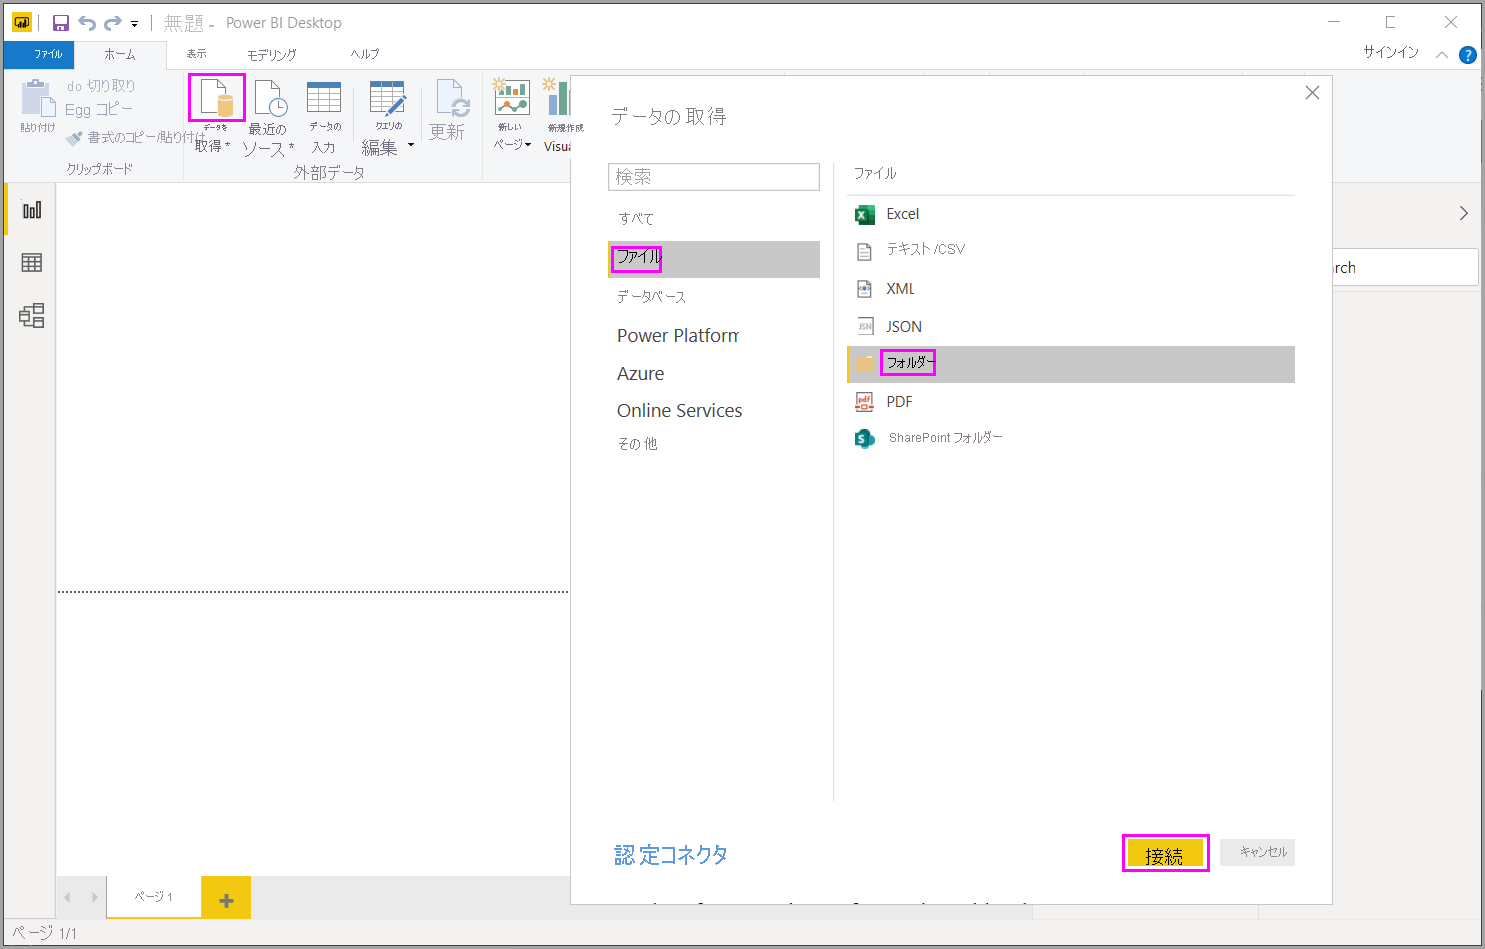 無題 - Power BI Desktop
ファイル ホーム 表示 モデリング ヘルプ サインイン
貼り付け
do 切り取り
Egg コピー
書式のコピー/貼り付け
クリップボード
データを
取得
最近の
ソース
データの
入力
クエリの
編集
更新
外部データ
新しい
ページ
新規作成
Visua
データの 取得
検索
すべて
ファイル
データベース
Power Platform
Azure
Online Services
その他
ファイル
Excel
テキスト/CSV
XML
JSON
フォルダー
PDF
SharePoint フォルダー
rch
認定コネクタ
接続
キャンセル
ページ 1
ページ 1/1